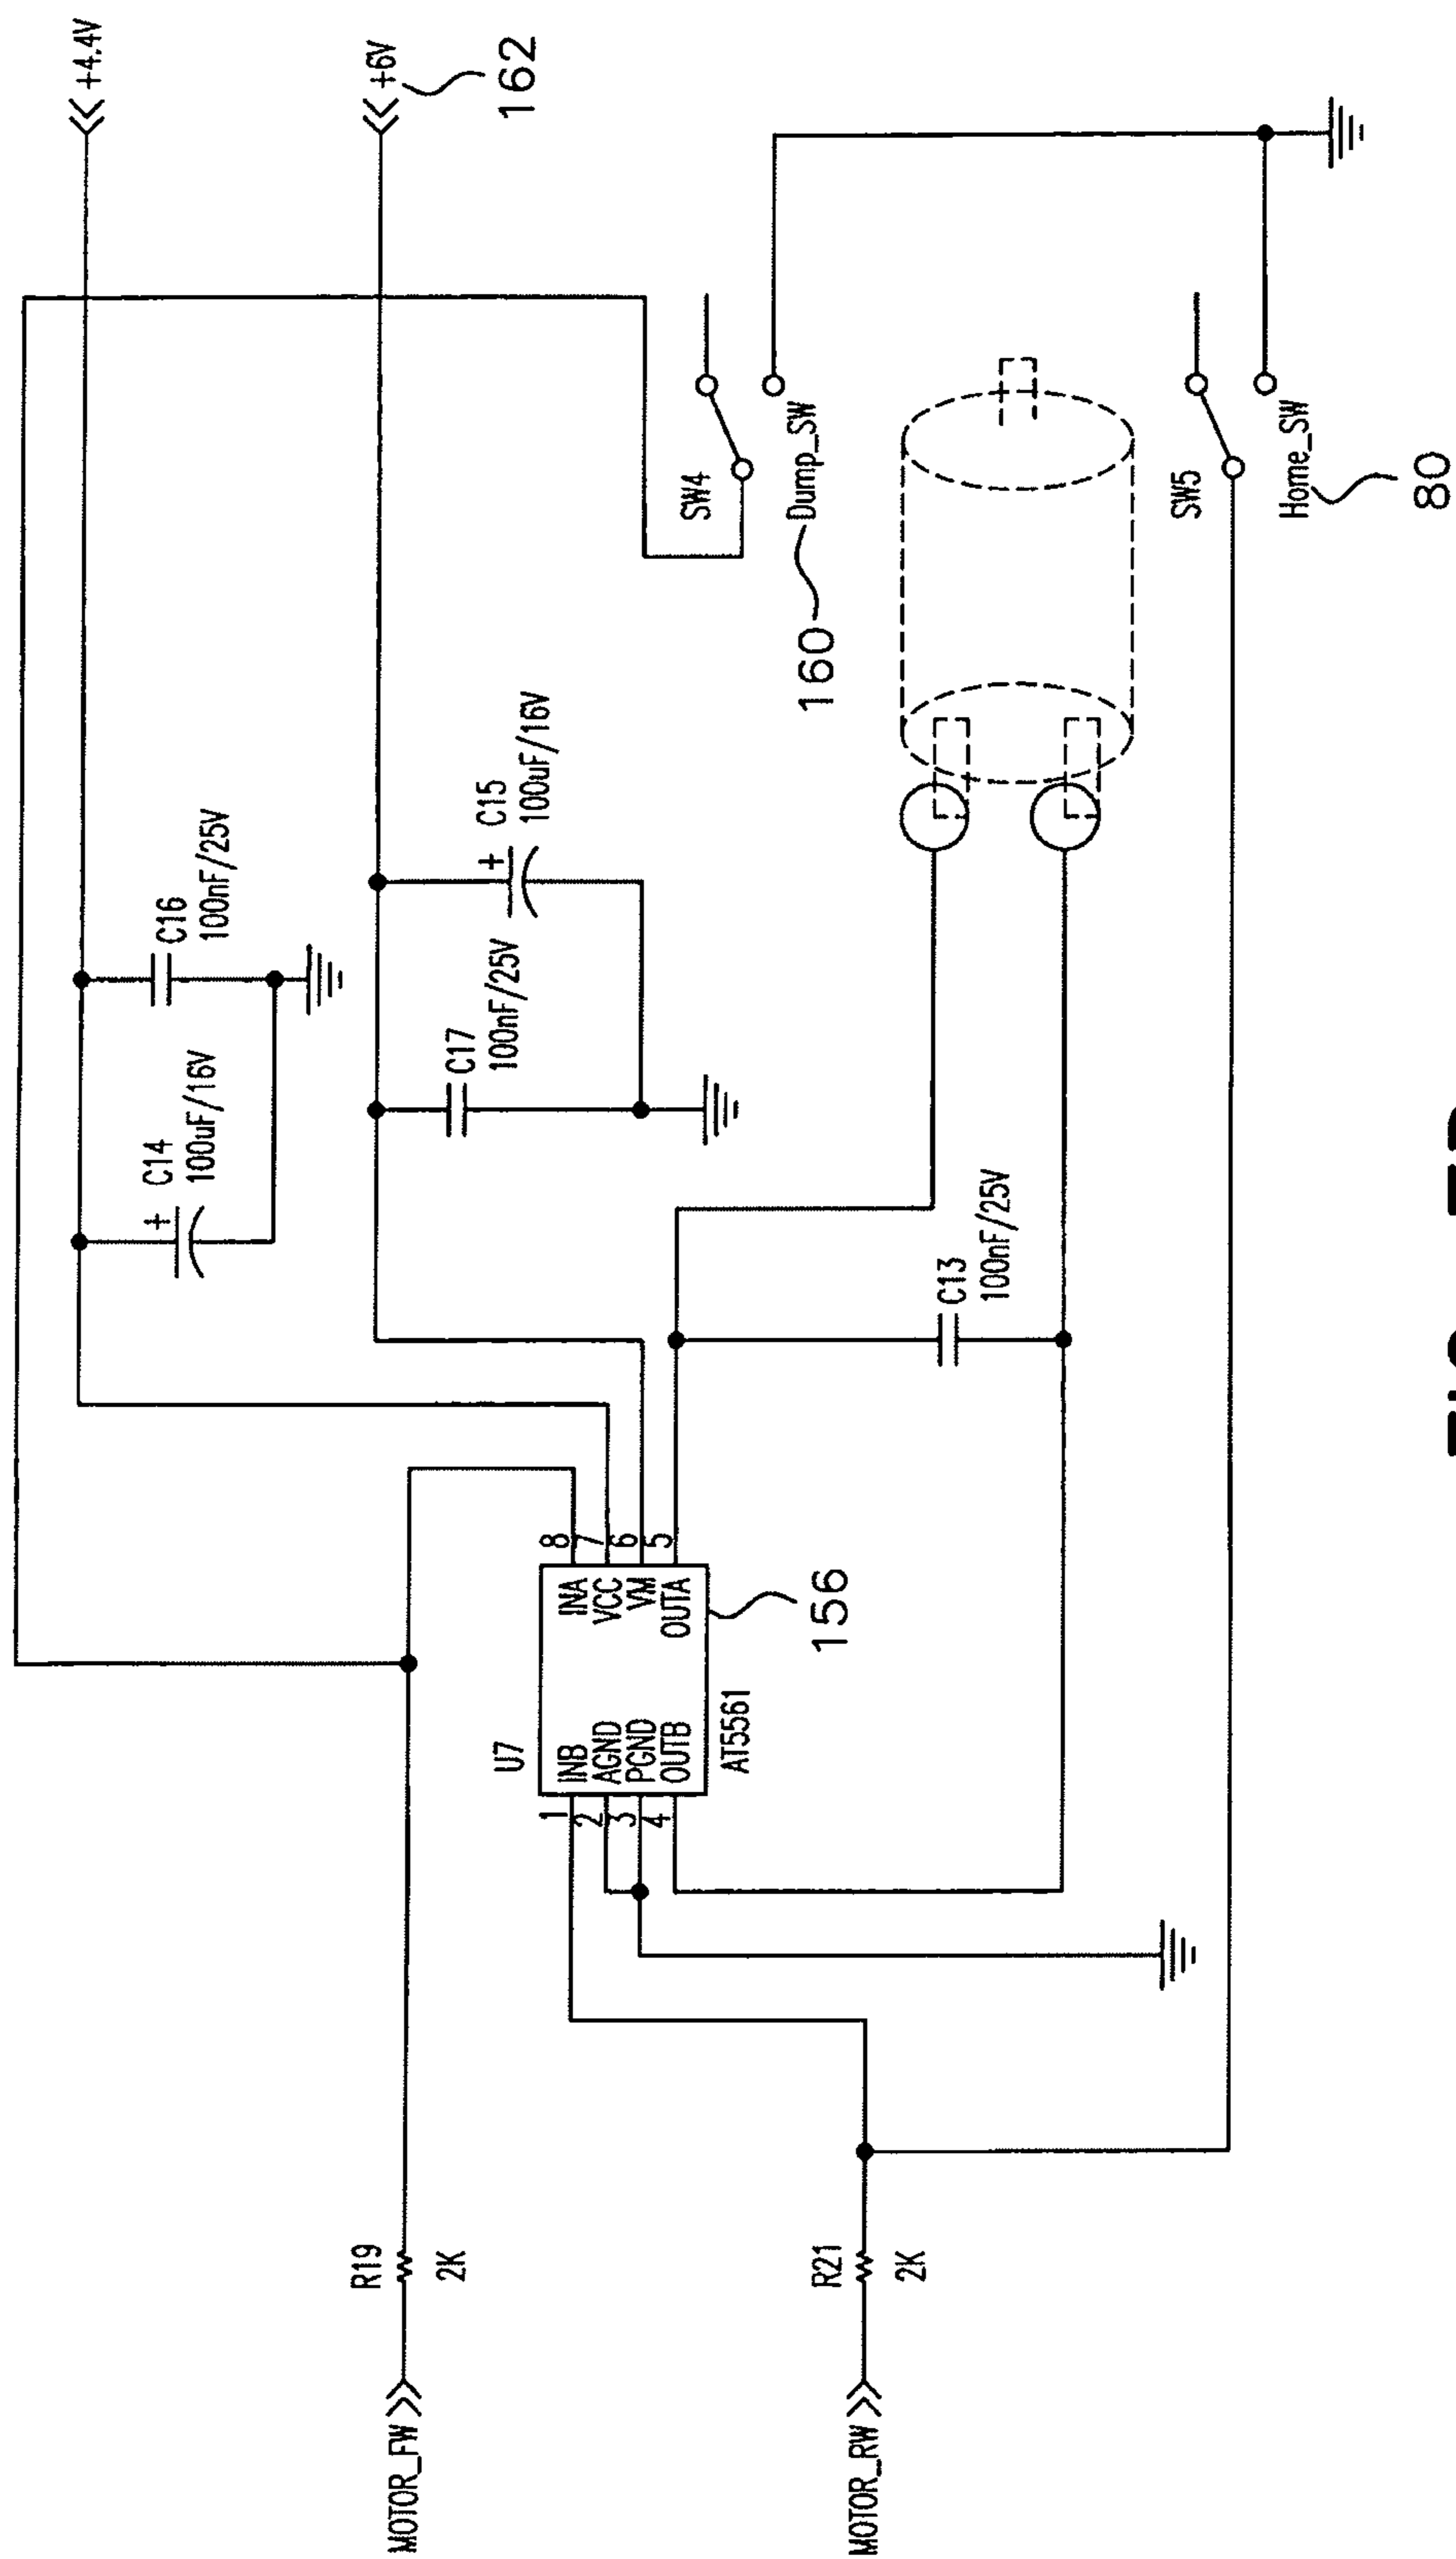 +4.4V
+6V
162
C14
+
100uF/16V
C16
100nF/25V
C17
100nF/25V
C15
+
100uF/16V
SW4
Dump_SW
160
R19
2K
MOTOR_FW
U7
1
2
3
4
INB
AGND
PGND
OUTB
INA
VCC
VM
OUTA
8
7
6
5
AT5561
156
C13
100nF/25V
R21
2K
MOTOR_RW
SW5
Home_SW
80